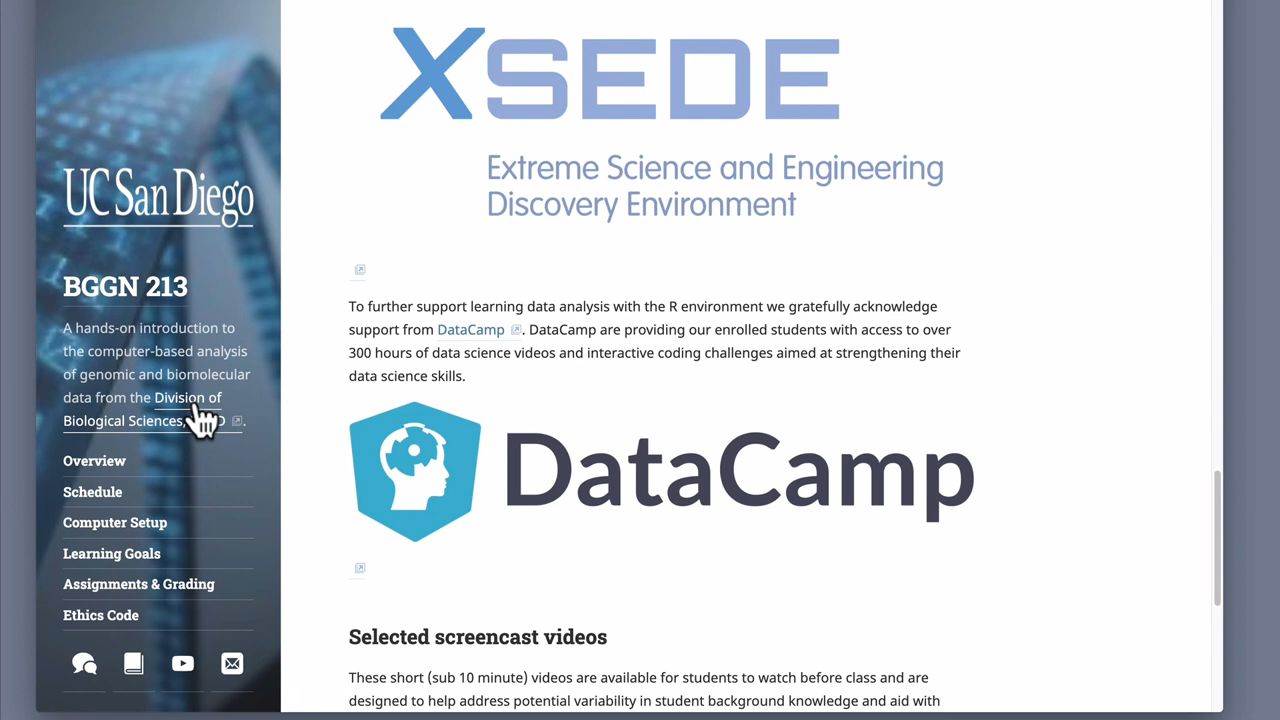 UC San Diego
BGGN 213
A hands-on introduction to
the computer-based analysis
of genomic and biomolecular
data from the Division of
Biological Sciences,
Overview
Schedule
Computer Setup
Learning Goals
Assignments & Grading
Ethics Code
XSEDE
Extreme Science and Engineering
Discovery Environment
To further support learning data analysis with the R environment we gratefully acknowledge
support from DataCamp. DataCamp are providing our enrolled students with access to over
300 hours of data science videos and interactive coding challenges aimed at strengthening their
data science skills.
DataCamp
Selected screencast videos
These short (sub 10 minute) videos are available for students to watch before class and are
designed to help address potential variability in student background knowledge and aid with